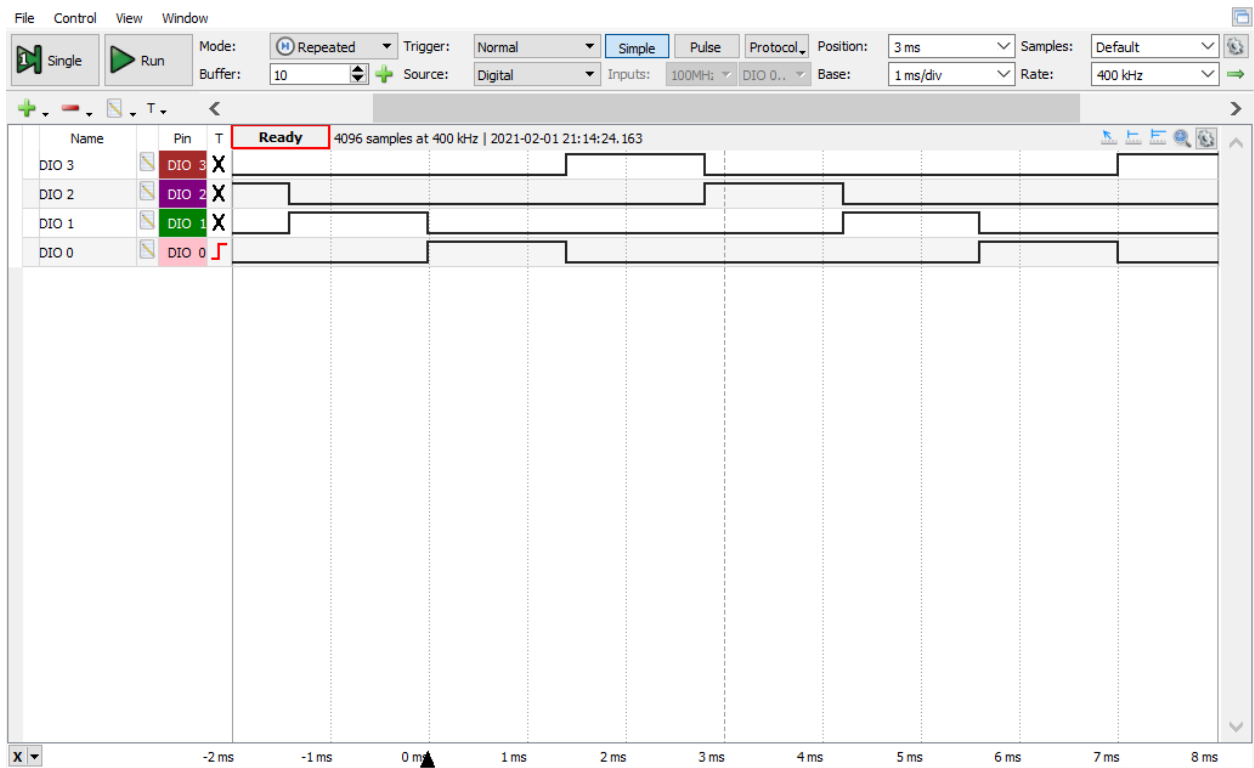 File Control View Window
Single Run Mode: Repeated Trigger: Normal Simple Pulse Protocol Position: 3 ms Samples: Default
Buffer: 10 Source: Digital Inputs: 100MHz DIO 0.. Base: 1 ms/div Rate: 400 kHz
T
Name Pin T Ready 4096 samples at 400 kHz | 2021-02-01 21:14:24.163
DIO 3 DIO 3 X
DIO 2 DIO 2 X
DIO 1 DIO 1 X
DIO 0 DIO 0
X -2 ms -1 ms 0 ms 1 ms 2 ms 3 ms 4 ms 5 ms 6 ms 7 ms 8 ms